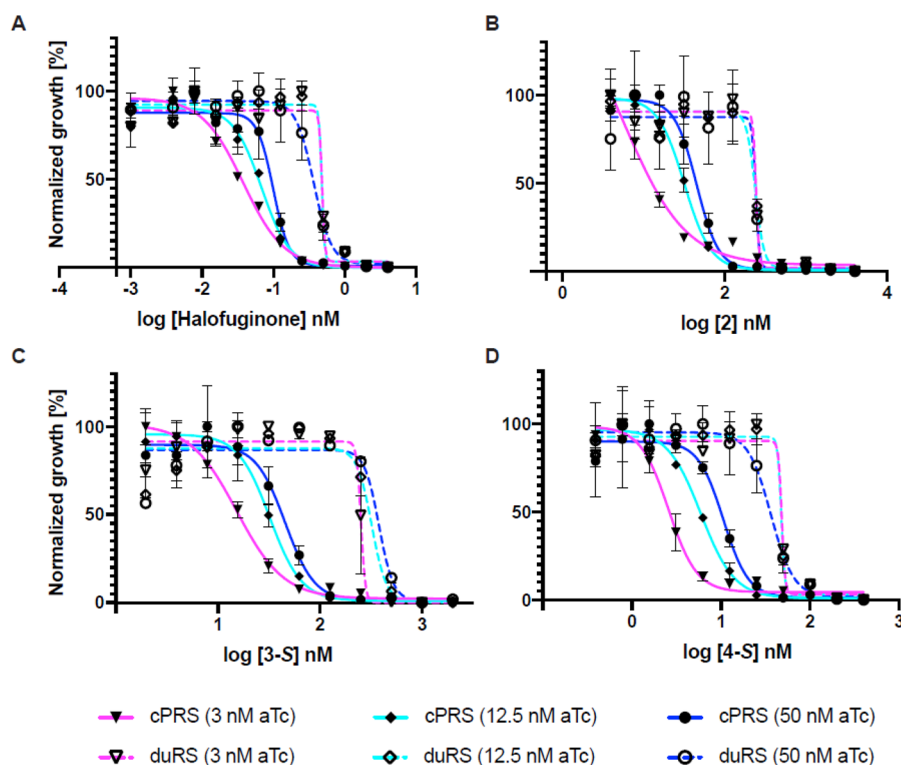 A
Normalized growth [%]
100
50
-4
-3
-2
-1
0
1
log [Halofuginone] nM
B
100
50
0
2
4
log [2] nM
C
Normalized growth [%]
100
50
0
1
2
3
log [3-S] nM
D
100
50
0
0
1
2
3
log [4-S] nM
cPRS (3 nM aTc)
cPRS (12.5 nM aTc)
cPRS (50 nM aTc)
duRS (3 nM aTc)
duRS (12.5 nM aTc)
duRS (50 nM aTc)